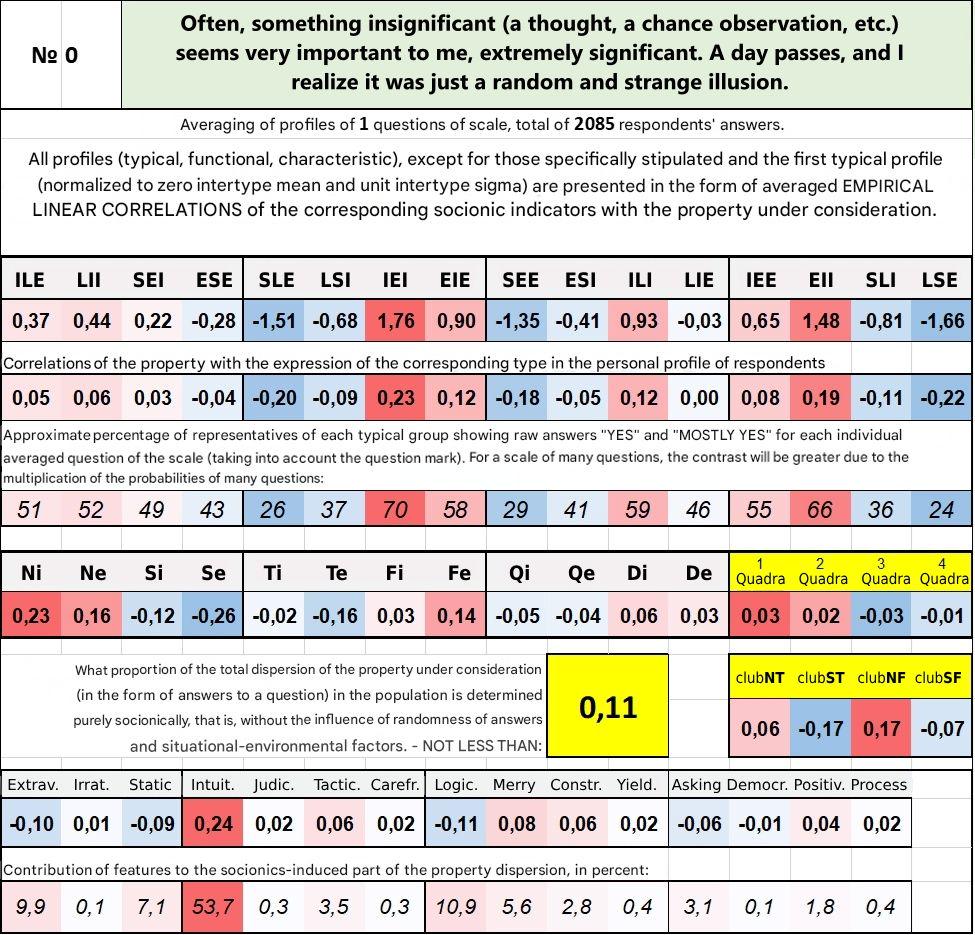 № 0
Often, something insignificant (a thought, a chance observation, etc.)
seems very important to me, extremely significant. A day passes, and I
realize it was just a random and strange illusion.
Averaging of profiles of 1 questions of scale, total of 2085 respondents' answers.
All profiles (typical, functional, characteristic), except for those specifically stipulated and the first typical profile
(normalized to zero intertype mean and unit intertype sigma) are presented in the form of averaged EMPIRICAL
LINEAR CORRELATIONS of the corresponding socionic indicators with the property under consideration.
ILE LII SEI ESE SLE LSI IEI EIE SEE ESI ILI LIE IEE EII SLI LSE
0,37 0,44 0,22 -0,28 -1,51 -0,68 1,76 0,90 -1,35 -0,41 0,93 -0,03 0,65 1,48 -0,81 -1,66
Correlations of the property with the expression of the corresponding type in the personal profile of respondents
0,05 0,06 0,03 -0,04 -0,20 -0,09 0,23 0,12 -0,18 -0,05 0,12 0,00 0,08 0,19 -0,11 -0,22
Approximate percentage of representatives of each typical group showing raw answers "YES" and "MOSTLY YES" for each individual
averaged question of the scale (taking into account the question mark). For a scale of many questions, the contrast will be greater due to the
multiplication of the probabilities of many questions:
51 52 49 43 26 37 70 58 29 41 59 46 55 66 36 24
Ni Ne Si Se Ti Te Fi Fe Qi Qe Di De 1 Quadra 2 Quadra 3 Quadra 4 Quadra
0,23 0,16 -0,12 -0,26 -0,02 -0,16 0,03 0,14 -0,05 -0,04 0,06 0,03 0,03 0,02 -0,03 -0,01
What proportion of the total dispersion of the property under consideration
(in the form of answers to a question) in the population is determined
purely socionically, that is, without the influence of randomness of answers
and situational-environmental factors. - NOT LESS THAN:
0,11
clubNT clubST clubNF clubSF
0,06 -0,17 0,17 -0,07
Extrav. Irrat. Static Intuit. Judic. Tactic. Carefr. Logic. Merry Constr. Yield. Asking Democr. Positiv. Process
-0,10 0,01 -0,09 0,24 0,02 0,06 0,02 -0,11 0,08 0,06 0,02 -0,06 -0,01 0,04 0,02
Contribution of features to the socionics-induced part of the property dispersion, in percent:
9,9 0,1 7,1 53,7 0,3 3,5 0,3 10,9 5,6 2,8 0,4 3,1 0,1 1,8 0,4